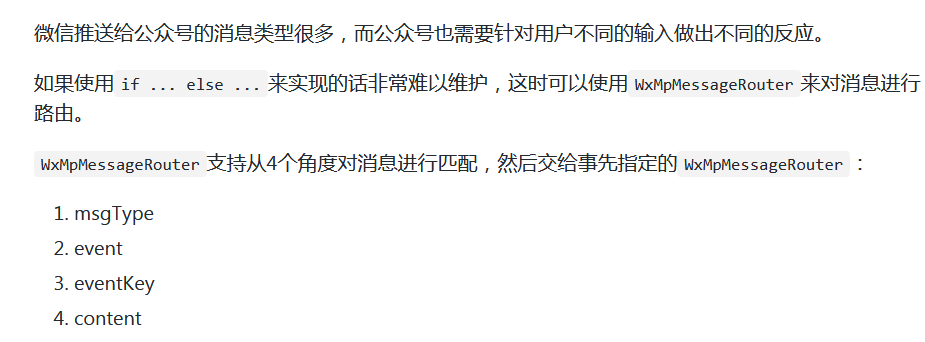 微信推送给公众号的消息类型很多，而公众号也需要针对用户不同的输入做出不同的反应。
如果使用 if ... else ... 来实现的话非常难以维护，这时可以使用 WxMpMessageRouter 来对消息进行
路由。
WxMpMessageRouter 支持从4个角度对消息进行匹配，然后交给事先指定的 WxMpMessageRouter ：
1. msgType
2. event
3. eventKey
4. content